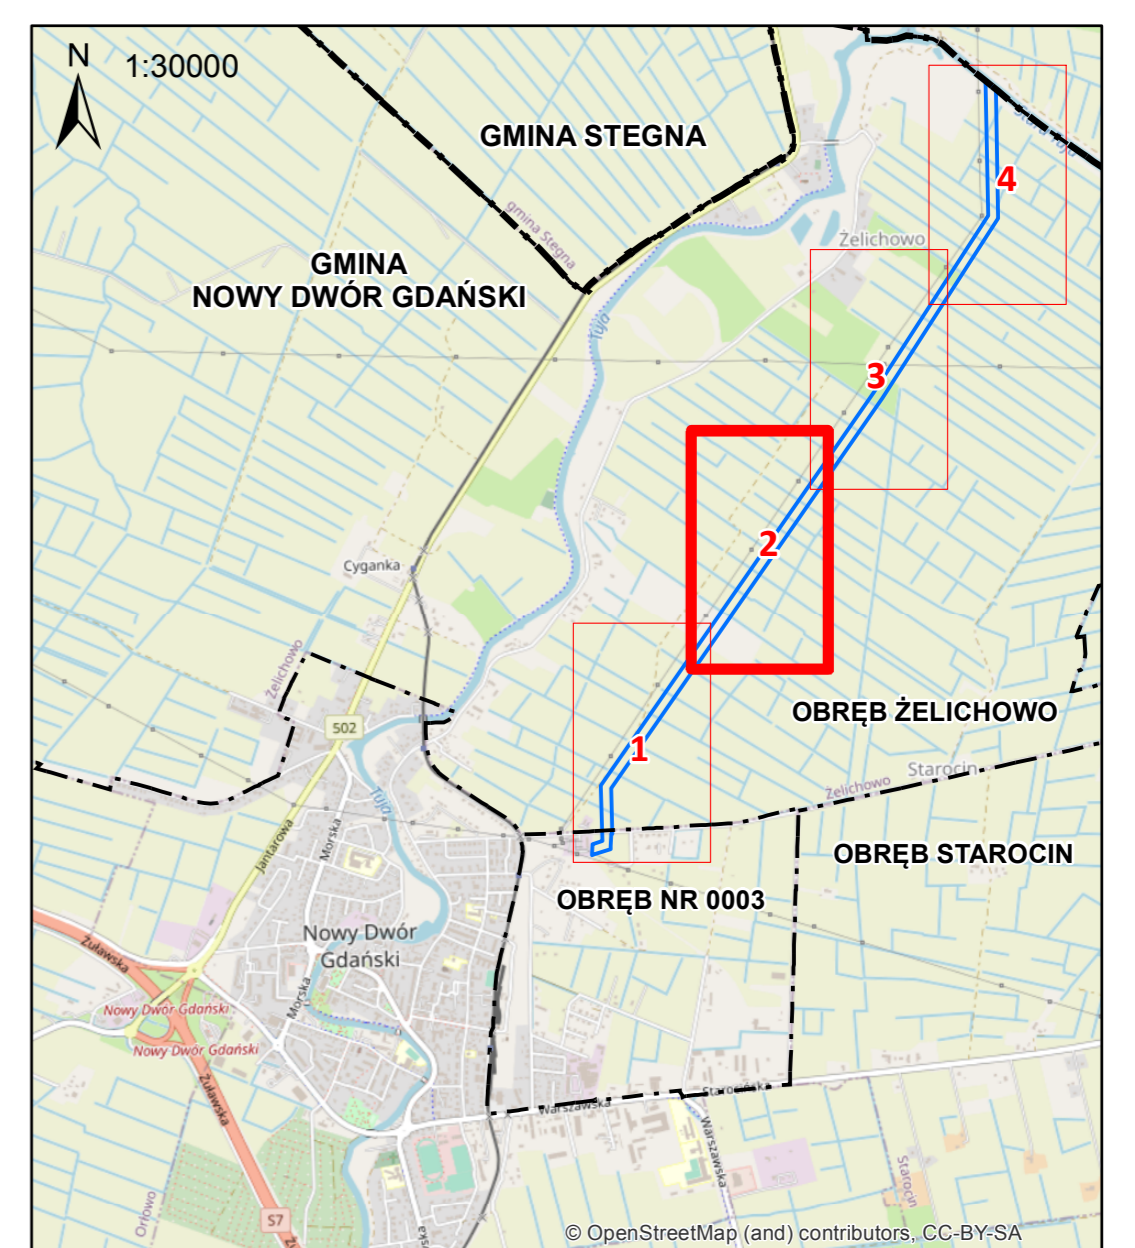 N
1:30000
GMINA STEGNA
gmina Stegna
Stara Tuja
4
Żelichowo
GMINA
NOWY DWÓR GDAŃSKI
Tuja
3
2
Cyganka
Żelichowo
502
OBRĘB ŻELICHOWO
1
Starocin
Żelichowo
Tuja
Jantarowa
Morska
OBRĘB STAROCIN
OBRĘB NR 0003
Nowy Dwór
Gdański
Żuławska
Morska
Nowy Dwór Gdański
Nowy Dwór Gdański
Żuławska
Starocińska
Warszawska
Warszawska
Starocin
Orłowo
S7
© OpenStreetMap (and) contributors, CC-BY-SA